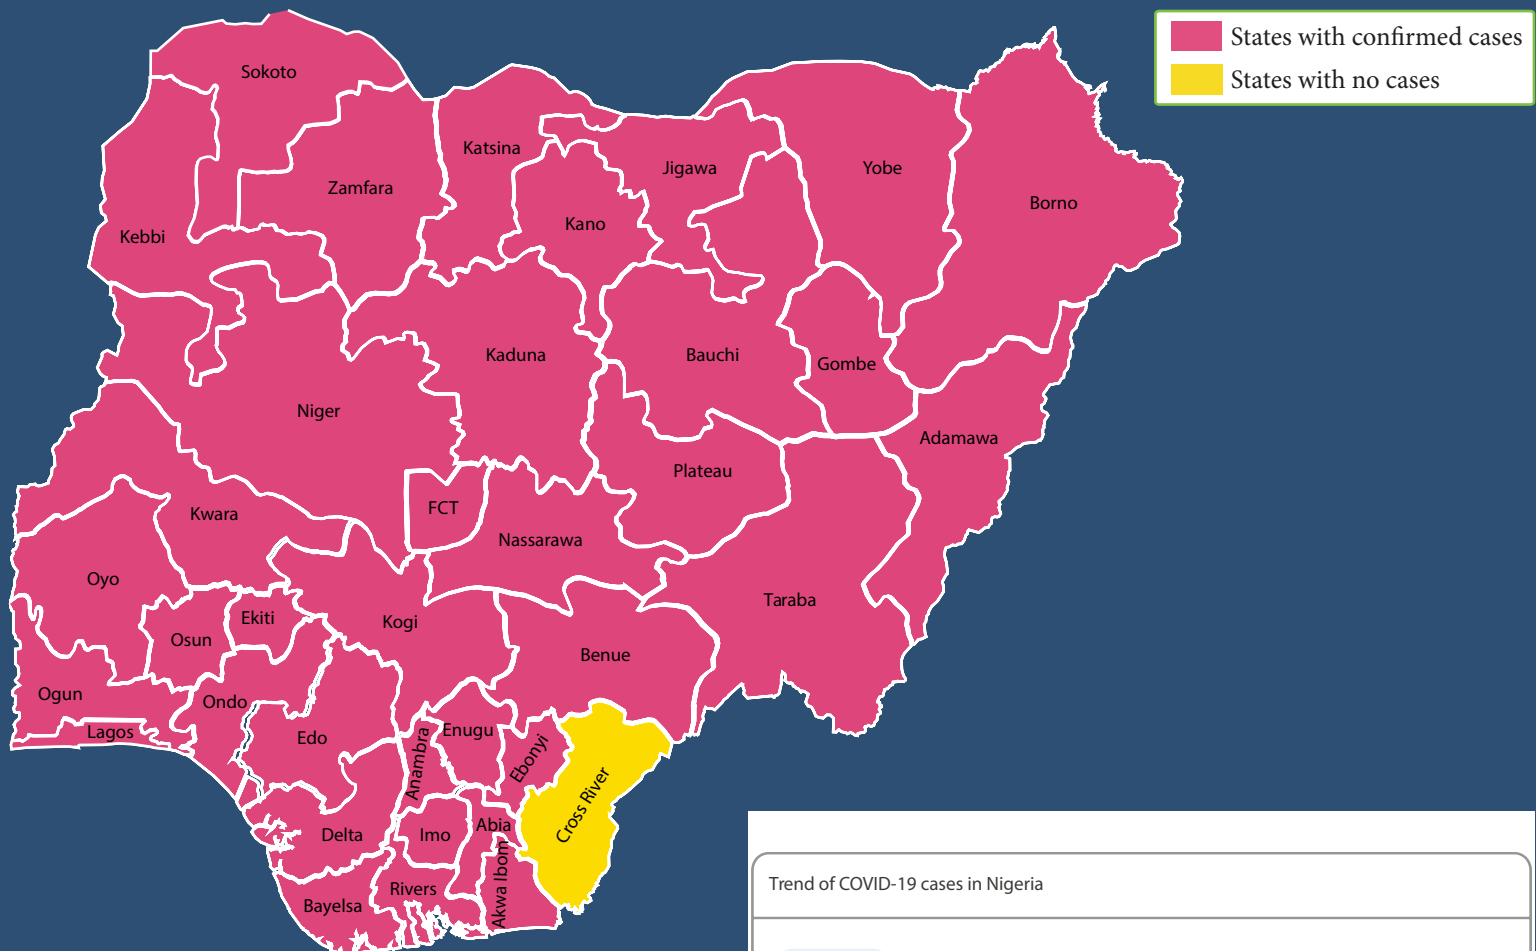 States with confirmed cases
States with no cases
Sokoto
Katsina
Jigawa
Yobe
Zamfara
Borno
Kano
Kebbi
Kaduna
Bauchi
Gombe
Niger
Adamawa
Plateau
FCT
Kwara
Nassarawa
Oyo
Taraba
Ekiti
Kogi
Osun
Benue
Ogun
Ondo
Lagos
Edo
Enugu
Anambra
Ebonyi
Cross River
Delta
Imo
Abia
Rivers
Akwa Ibom
Bayelsa
Trend of COVID-19 cases in Nigeria